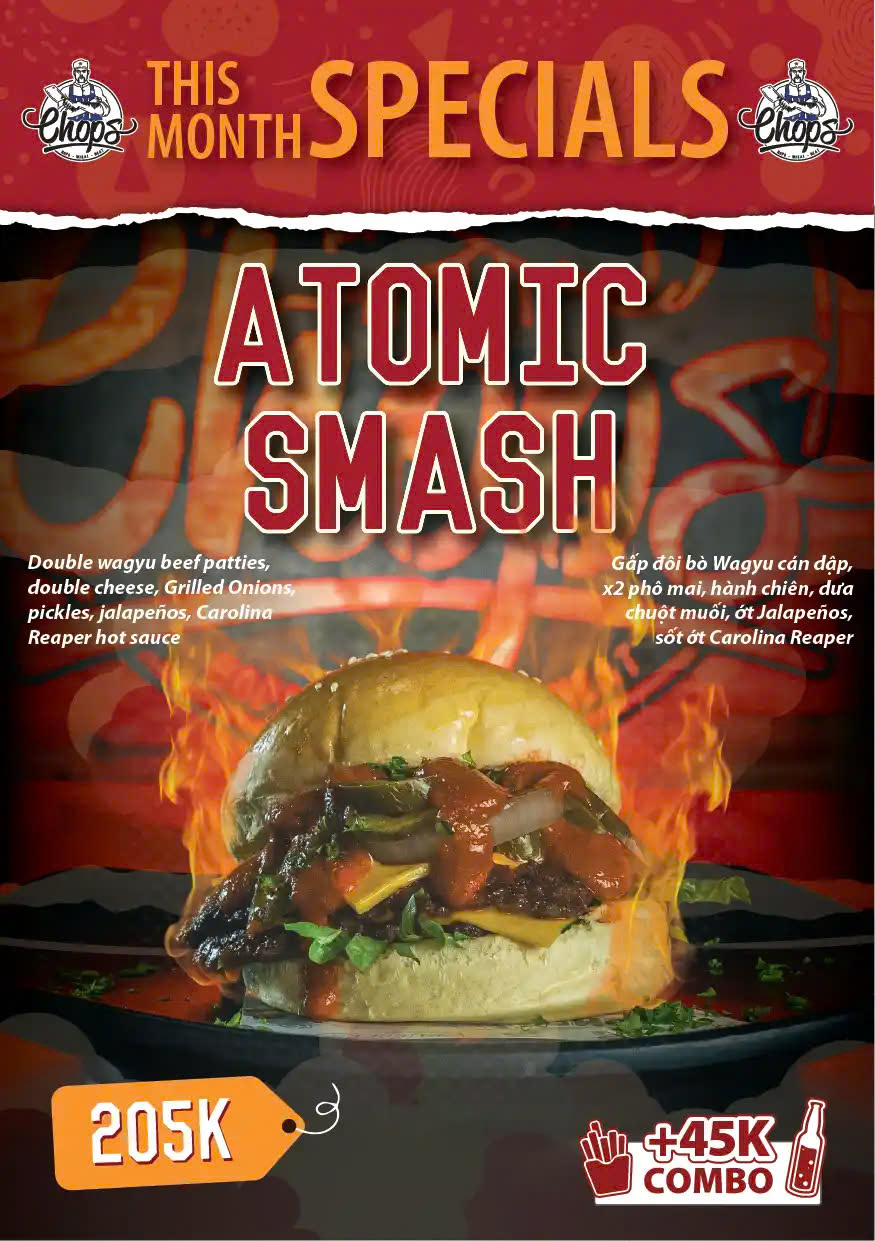 Chops
THIS
MONTH
SPECIALS
Chops
ATOMIC
SMASH
Double wagyu beef patties,
double cheese, Grilled Onions,
pickles, jalapeños, Carolina
Reaper hot sauce
Gấp đôi bò Wagyu cán dập,
x2 phô mai, hành chiên, dưa
chuột muối, ớt Jalapeños,
sốt ớt Carolina Reaper
205K
+45K
COMBO